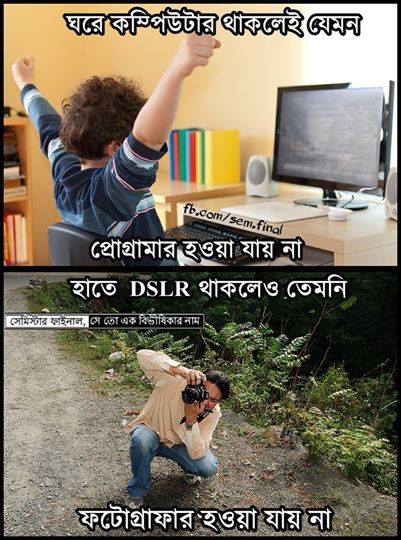 ঘরে কম্পিউটার থাকলেই যেমন
fb.com/sem.final
প্রোগ্রামার হওয়া যায় না
হাতে DSLR থাকলেও তেমনি
সেমিস্টার ফাইনাল, সে তো এক বিভীষিকার নাম
ফটোগ্রাফার হওয়া যায় না